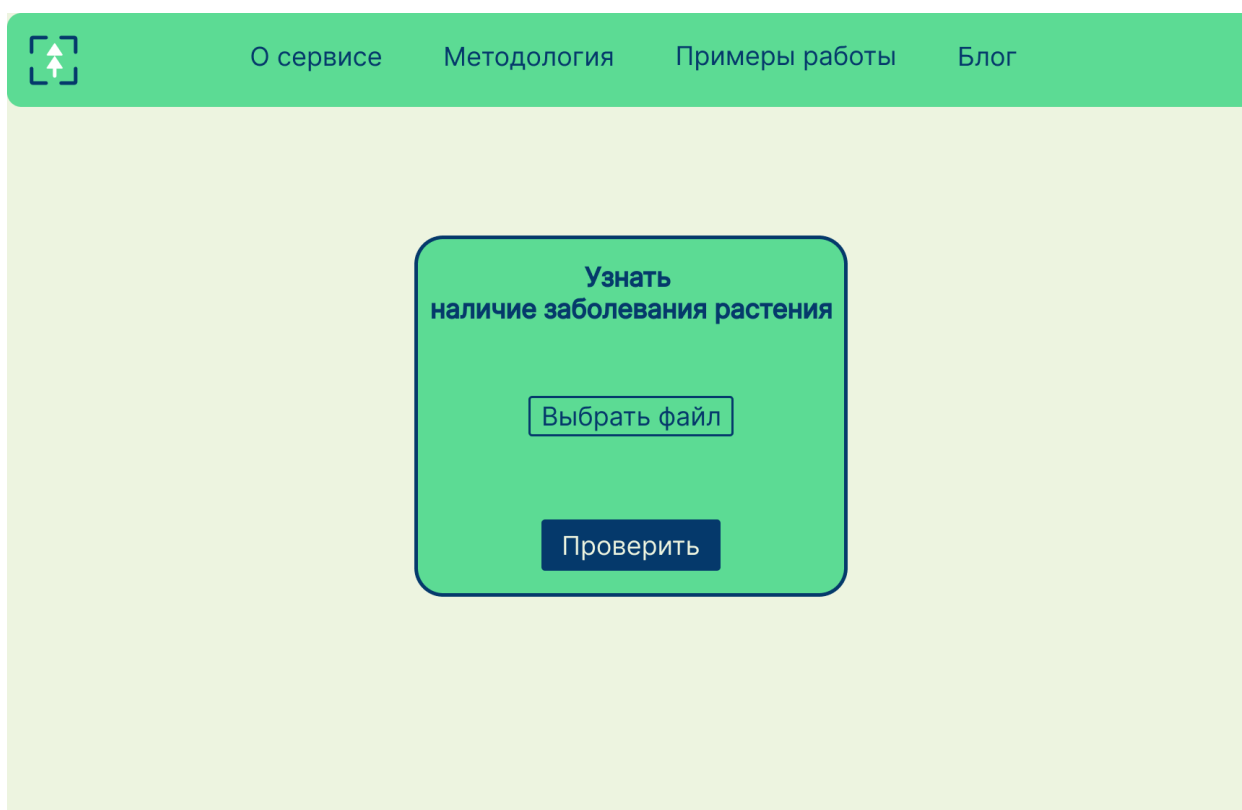 О сервисе Методология Примеры работы Блог
Узнать
наличие заболевания растения
Выбрать файл
Проверить